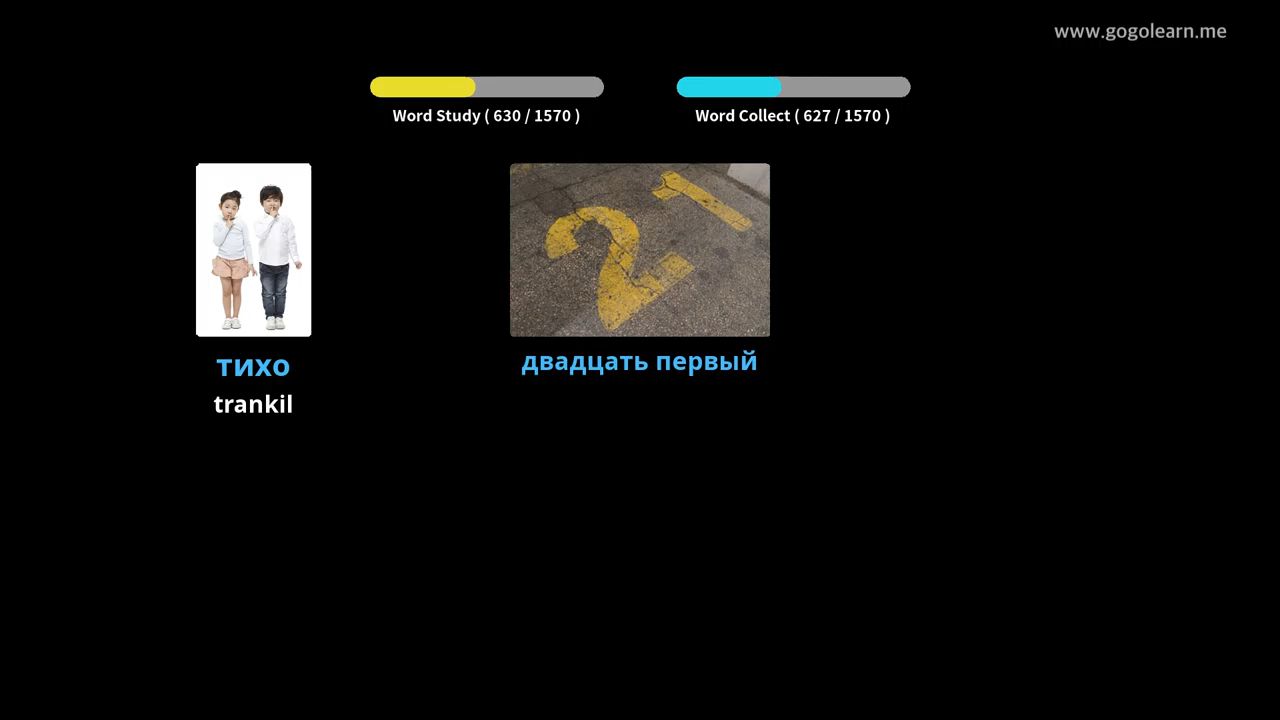 www.gogolearn.me
Word Study ( 630 / 1570 )
Word Collect ( 627 / 1570 )
21
тихо
trankil
двадцать первый